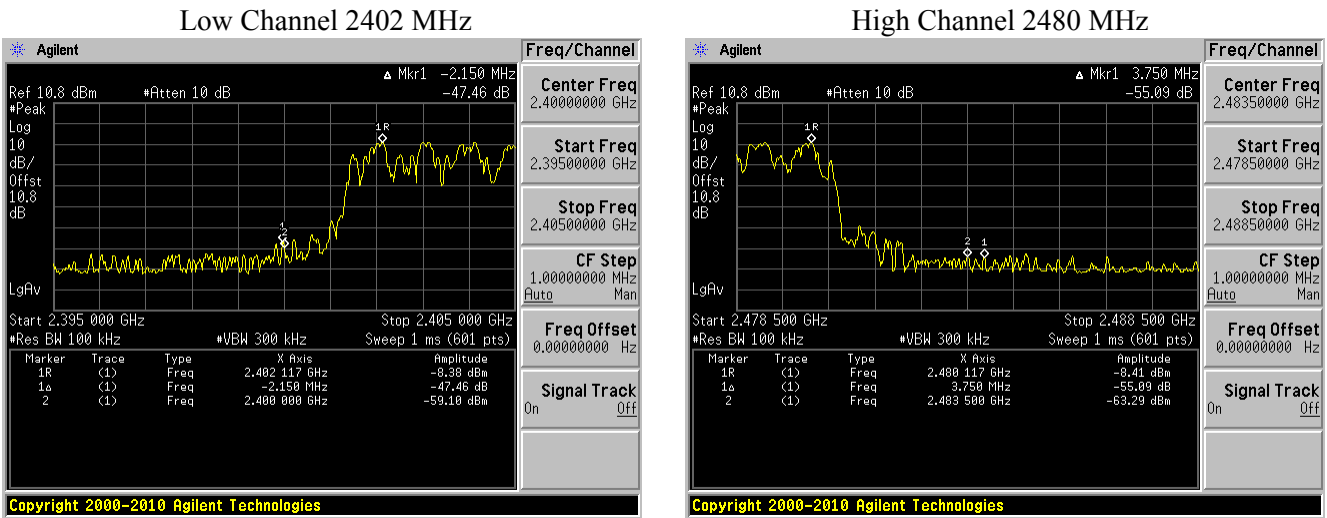 Low Channel 2402 MHz
Agilent
Freq/Channel
Δ Mkr1 -2.150 MHz
Ref 10.8 dBm #Atten 10 dB -47.46 dB
#Peak
Log
10
dB/
Offst
10.8
dB
LgAv
1R
1
2
Start 2.395 000 GHz Stop 2.405 000 GHz
#Res BW 100 kHz #VBW 300 kHz Sweep 1 ms (601 pts)
Marker Trace Type X Axis Amplitude
1R (1) Freq 2.402 117 GHz -8.38 dBm
1Δ (1) Freq -2.150 MHz -47.46 dB
2 (1) Freq 2.400 000 GHz -59.10 dBm
Center Freq
2.40000000 GHz
Start Freq
2.39500000 GHz
Stop Freq
2.40500000 GHz
CF Step
1.00000000 MHz
Auto Man
Freq Offset
0.00000000 Hz
Signal Track
On Off
Copyright 2000-2010 Agilent Technologies
High Channel 2480 MHz
Agilent
Freq/Channel
Δ Mkr1 3.750 MHz
Ref 10.8 dBm #Atten 10 dB -55.09 dB
#Peak
Log
10
dB/
Offst
10.8
dB
LgAv
1R
2 1
Start 2.478 500 GHz Stop 2.488 500 GHz
#Res BW 100 kHz #VBW 300 kHz Sweep 1 ms (601 pts)
Marker Trace Type X Axis Amplitude
1R (1) Freq 2.480 117 GHz -8.41 dBm
1Δ (1) Freq 3.750 MHz -55.09 dB
2 (1) Freq 2.483 500 GHz -63.29 dBm
Center Freq
2.48350000 GHz
Start Freq
2.47850000 GHz
Stop Freq
2.48850000 GHz
CF Step
1.00000000 MHz
Auto Man
Freq Offset
0.00000000 Hz
Signal Track
On Off
Copyright 2000-2010 Agilent Technologies